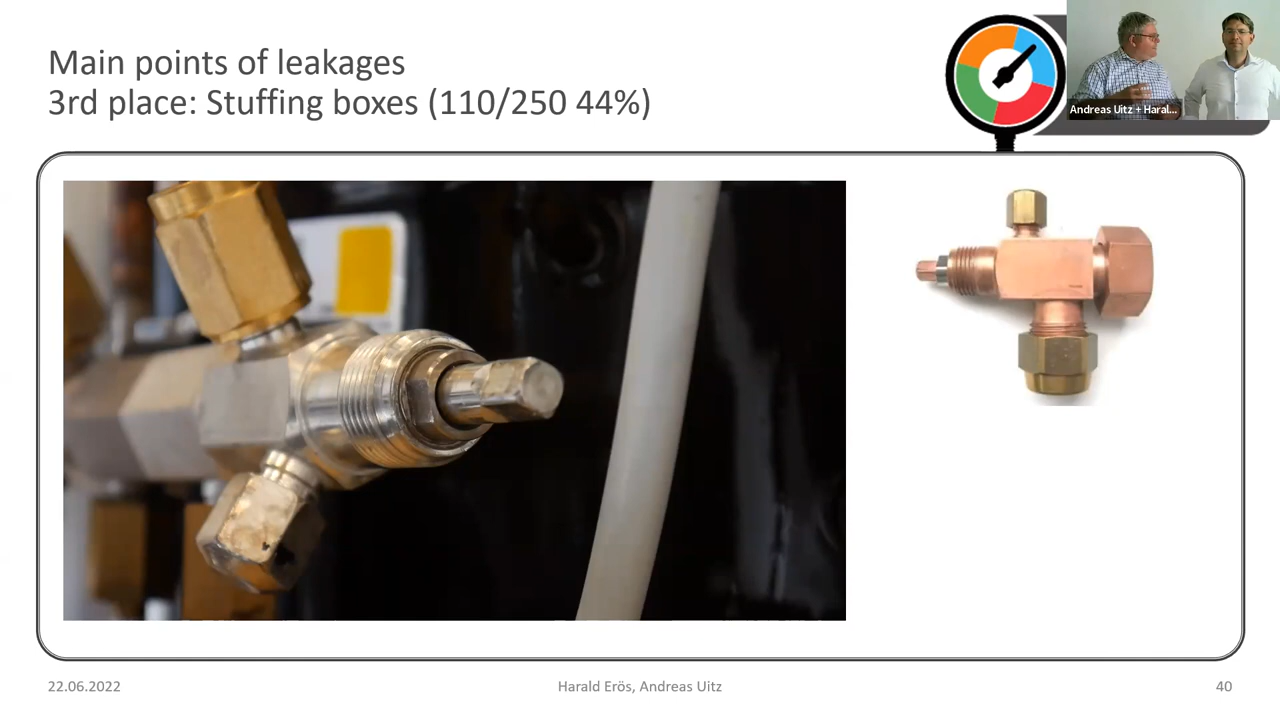 Main points of leakages
3rd place: Stuffing boxes (110/250 44%)
Andreas Uitz + Haral...
22.06.2022
Harald Erös, Andreas Uitz
40